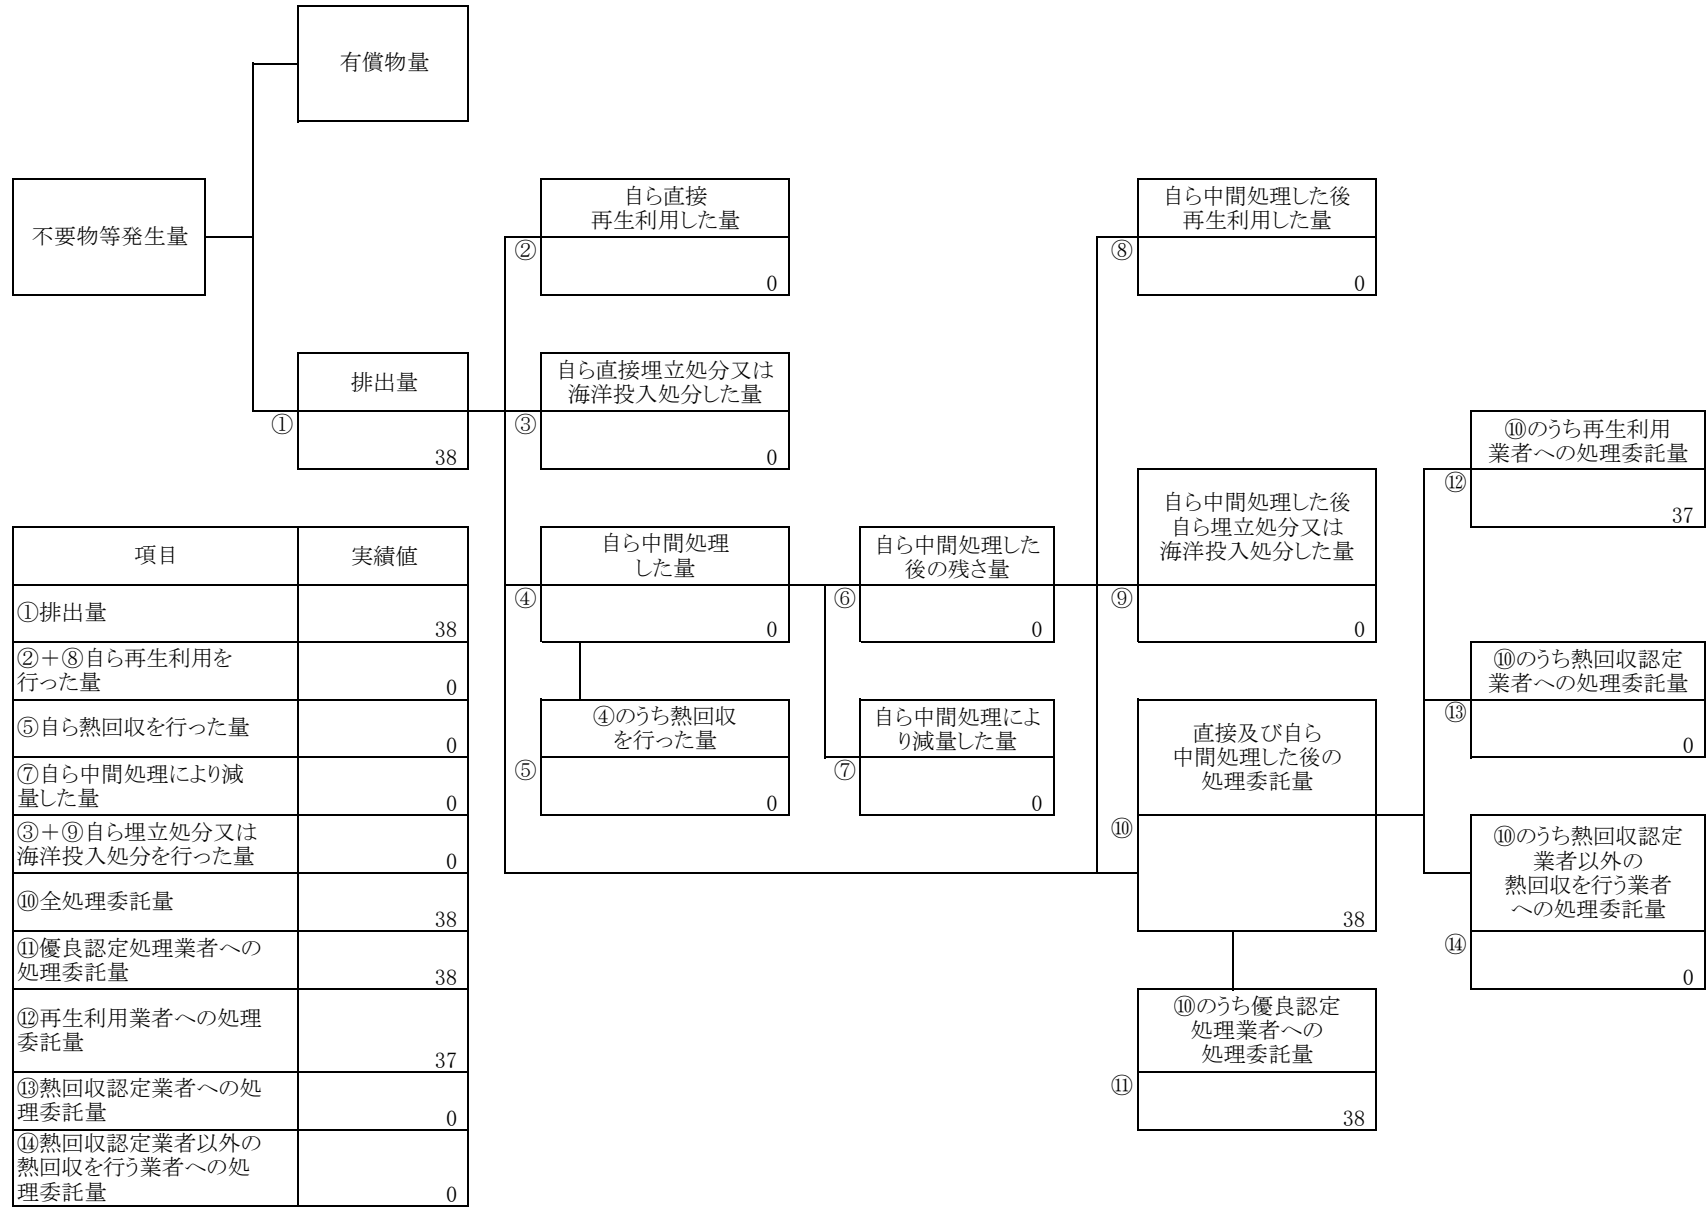 有償物量
不要物等発生量
自ら直接
再生利用した量
②
0
自ら中間処理した後
再生利用した量
⑧
0
排出量
①
38
自ら直接埋立処分又は
海洋投入処分した量
③
0
⑩のうち再生利用
業者への処理委託量
⑫
37
自ら中間処理した後
自ら埋立処分又は
海洋投入処分した量
⑨
0
自ら中間処理
した量
④
0
自ら中間処理した
後の残さ量
⑥
0
⑩のうち熱回収認定
業者への処理委託量
⑬
0
④のうち熱回収
を行った量
⑤
0
自ら中間処理によ
り減量した量
⑦
0
直接及び自ら
中間処理した後の
処理委託量
⑩
38
⑩のうち熱回収認定
業者以外の
熱回収を行う業者
への処理委託量
⑭
0
⑩のうち優良認定
処理業者への
処理委託量
⑪
38
項目 実績値
①排出量
38
②＋⑧自ら再生利用を
行った量
0
⑤自ら熱回収を行った量
0
⑦自ら中間処理により減
量した量
0
③＋⑨自ら埋立処分又は
海洋投入処分を行った量
0
⑩全処理委託量
38
⑪優良認定処理業者への
処理委託量
38
⑫再生利用業者への処理
委託量
37
⑬熱回収認定業者への処
理委託量
0
⑭熱回収認定業者以外の
熱回収を行う業者への処
理委託量
0